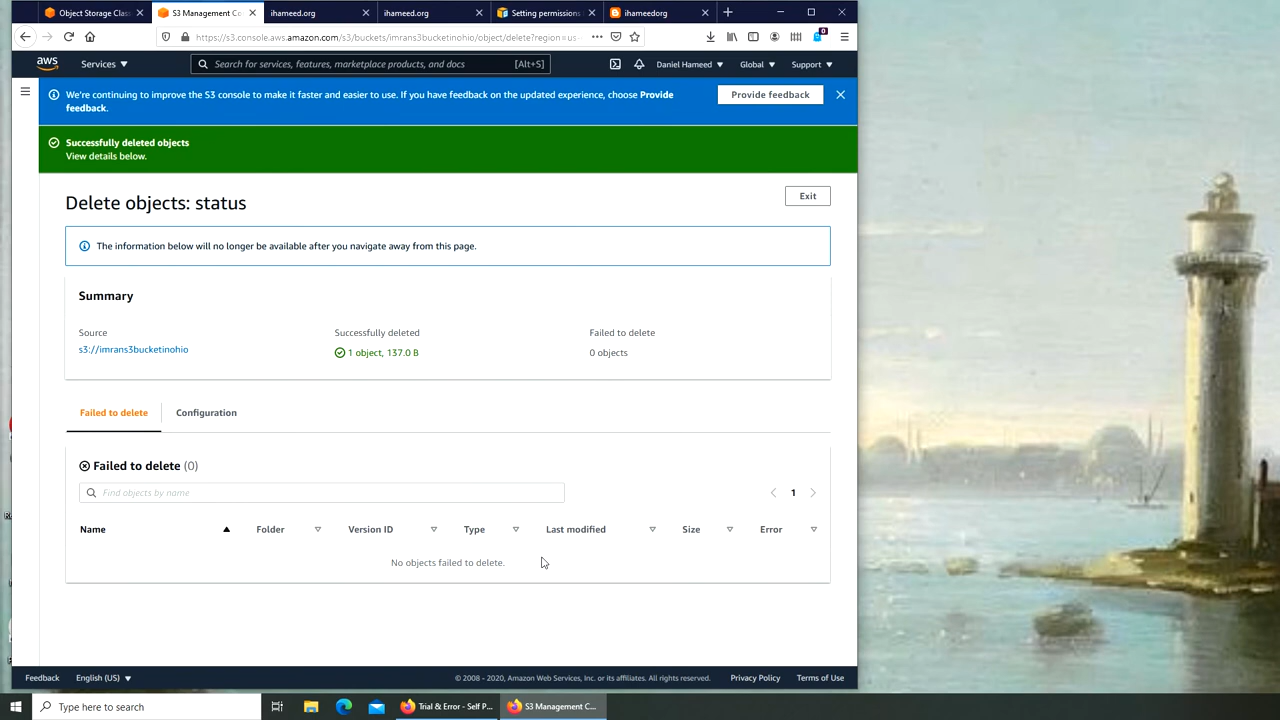 Object Storage Clas
S3 Management Co
ihameed.org
ihameed.org
Setting permissions
ihameedorg
https://s3.console.aws.amazon.com/s3/buckets/imrans3bucketinohio/object/delete?region=us-
aws
Services
Search for services, features, marketplace products, and docs
[Alt+S]
Daniel Hameed
Global
Support
We're continuing to improve the S3 console to make it faster and easier to use. If you have feedback on the updated experience, choose Provide
feedback.
Provide feedback
Successfully deleted objects
View details below.
Delete objects: status
Exit
The information below will no longer be available after you navigate away from this page.
Summary
Source
Successfully deleted
Failed to delete
s3://imrans3bucketinohio
1 object, 137.0 B
0 objects
Failed to delete
Configuration
Failed to delete (0)
Find objects by name
1
Name
Folder
Version ID
Type
Last modified
Size
Error
No objects failed to delete.
Feedback
English (US)
© 2008 - 2020, Amazon Web Services, Inc. or its affiliates. All rights reserved.
Privacy Policy
Terms of Use
Type here to search
Trial & Error - Self P...
S3 Management C...